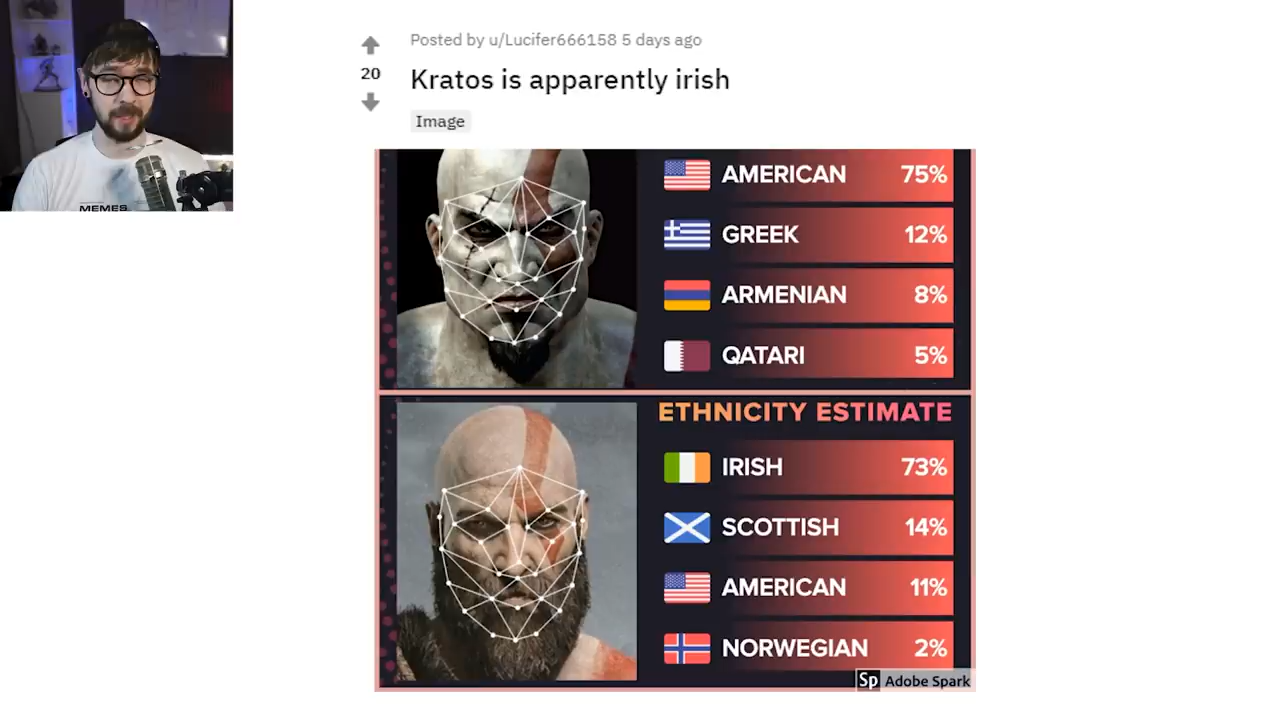 Posted by u/Lucifer666158 5 days ago
20
Kratos is apparently irish
Image
AMERICAN 75%
GREEK 12%
ARMENIAN 8%
QATARI 5%
ETHNICITY ESTIMATE
IRISH 73%
SCOTTISH 14%
AMERICAN 11%
NORWEGIAN 2%
Sp Adobe Spark
MEMES